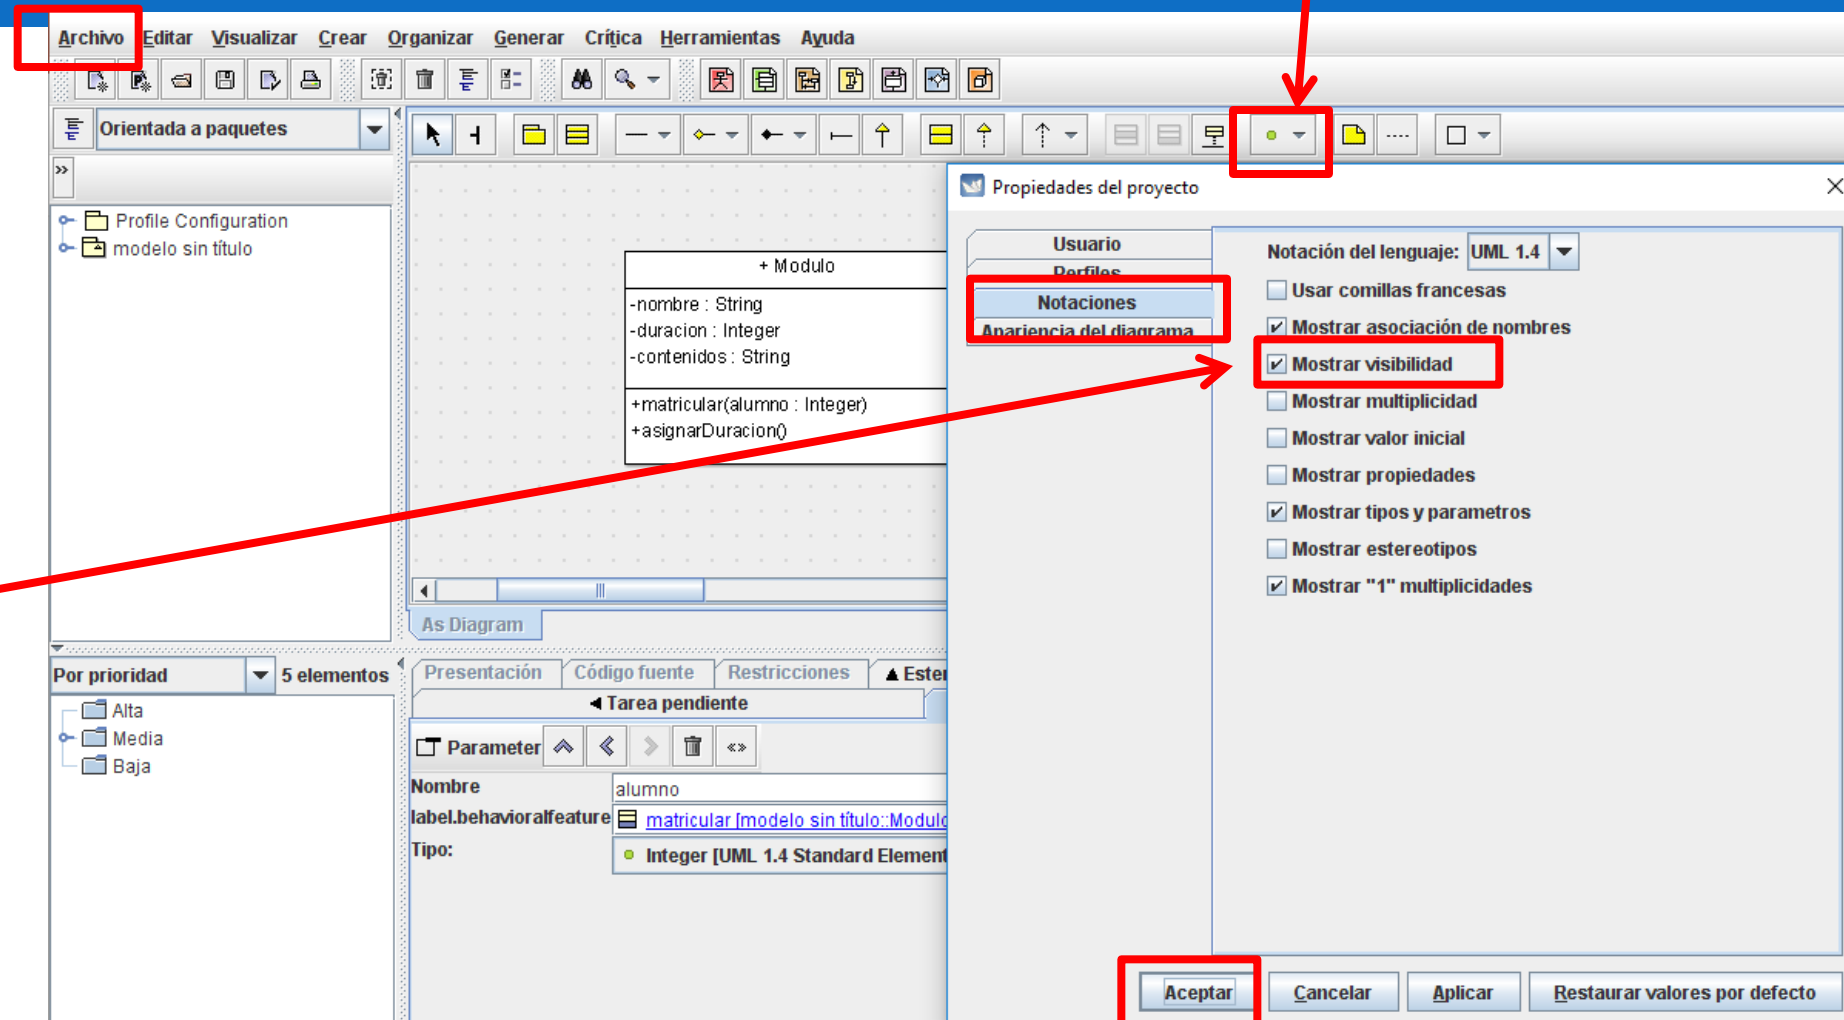 Archivo Editar Visualizar Crear Organizar Generar Crítica Herramientas Ayuda
Orientada a paquetes
»
Profile Configuration
modelo sin título
+ Modulo
-nombre : String
-duracion : Integer
-contenidos : String
+matricular(alumno : Integer)
+asignarDuracion()
As Diagram
Propiedades del proyecto
Usuario
Perfiles
Notaciones
Apariencia del diagrama
Notación del lenguaje: UML 1.4
Usar comillas francesas
Mostrar asociación de nombres
Mostrar visibilidad
Mostrar multiplicidad
Mostrar valor inicial
Mostrar propiedades
Mostrar tipos y parametros
Mostrar estereotipos
Mostrar "1" multiplicidades
Aceptar Cancelar Aplicar Restaurar valores por defecto
Por prioridad 5 elementos
Alta
Media
Baja
Presentación Código fuente Restricciones Ester
Tarea pendiente
Parameter
Nombre alumno
label.behavioralfeature matricular [modelo sin título::Modulo
Tipo: Integer [UML 1.4 Standard Element